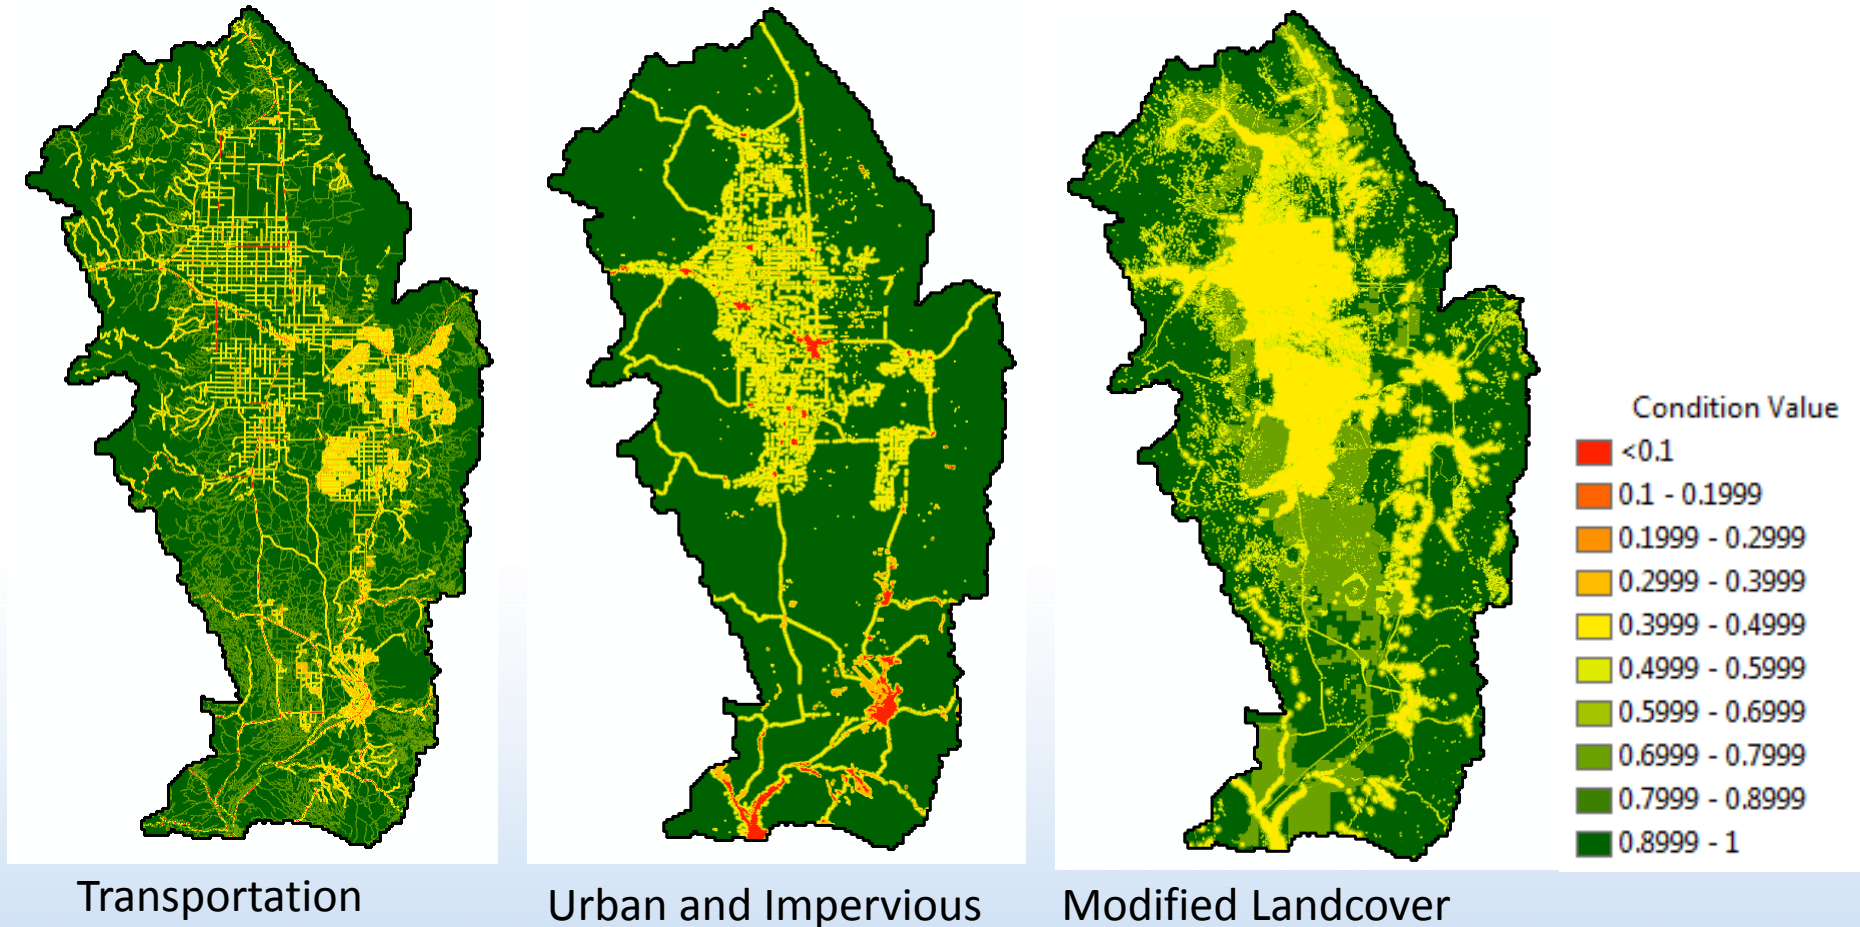 Condition Value
<0.1
0.1 - 0.1999
0.1999 - 0.2999
0.2999 - 0.3999
0.3999 - 0.4999
0.4999 - 0.5999
0.5999 - 0.6999
0.6999 - 0.7999
0.7999 - 0.8999
0.8999 - 1
Transportation
Urban and Impervious
Modified Landcover